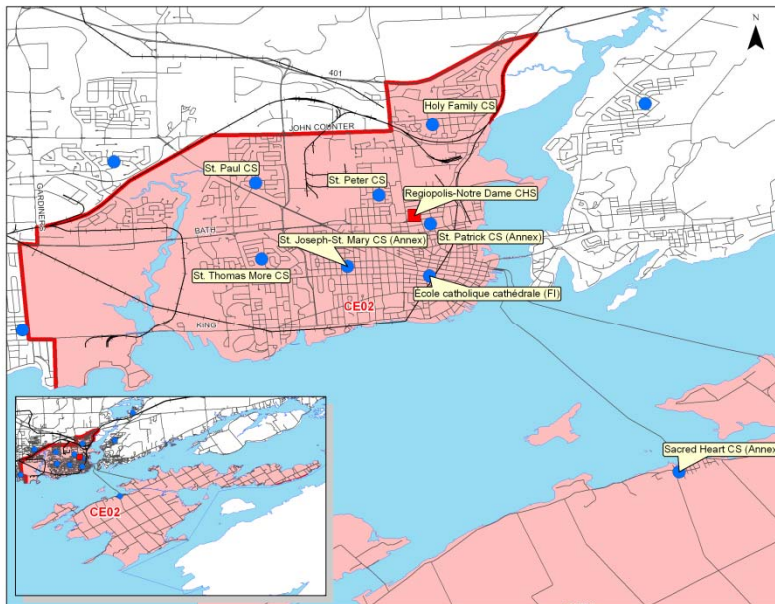 N
401
Holy Family CS
JOHN COUNTER
St. Paul CS
St. Peter CS
Regiopolis-Notre Dame CHS
GARDINERS
BATH
St. Patrick CS (Annex)
St. Joseph-St. Mary CS (Annex)
St. Thomas More CS
École catholique cathédrale (FI)
CE02
KING
Sacred Heart CS (Annex
CE02